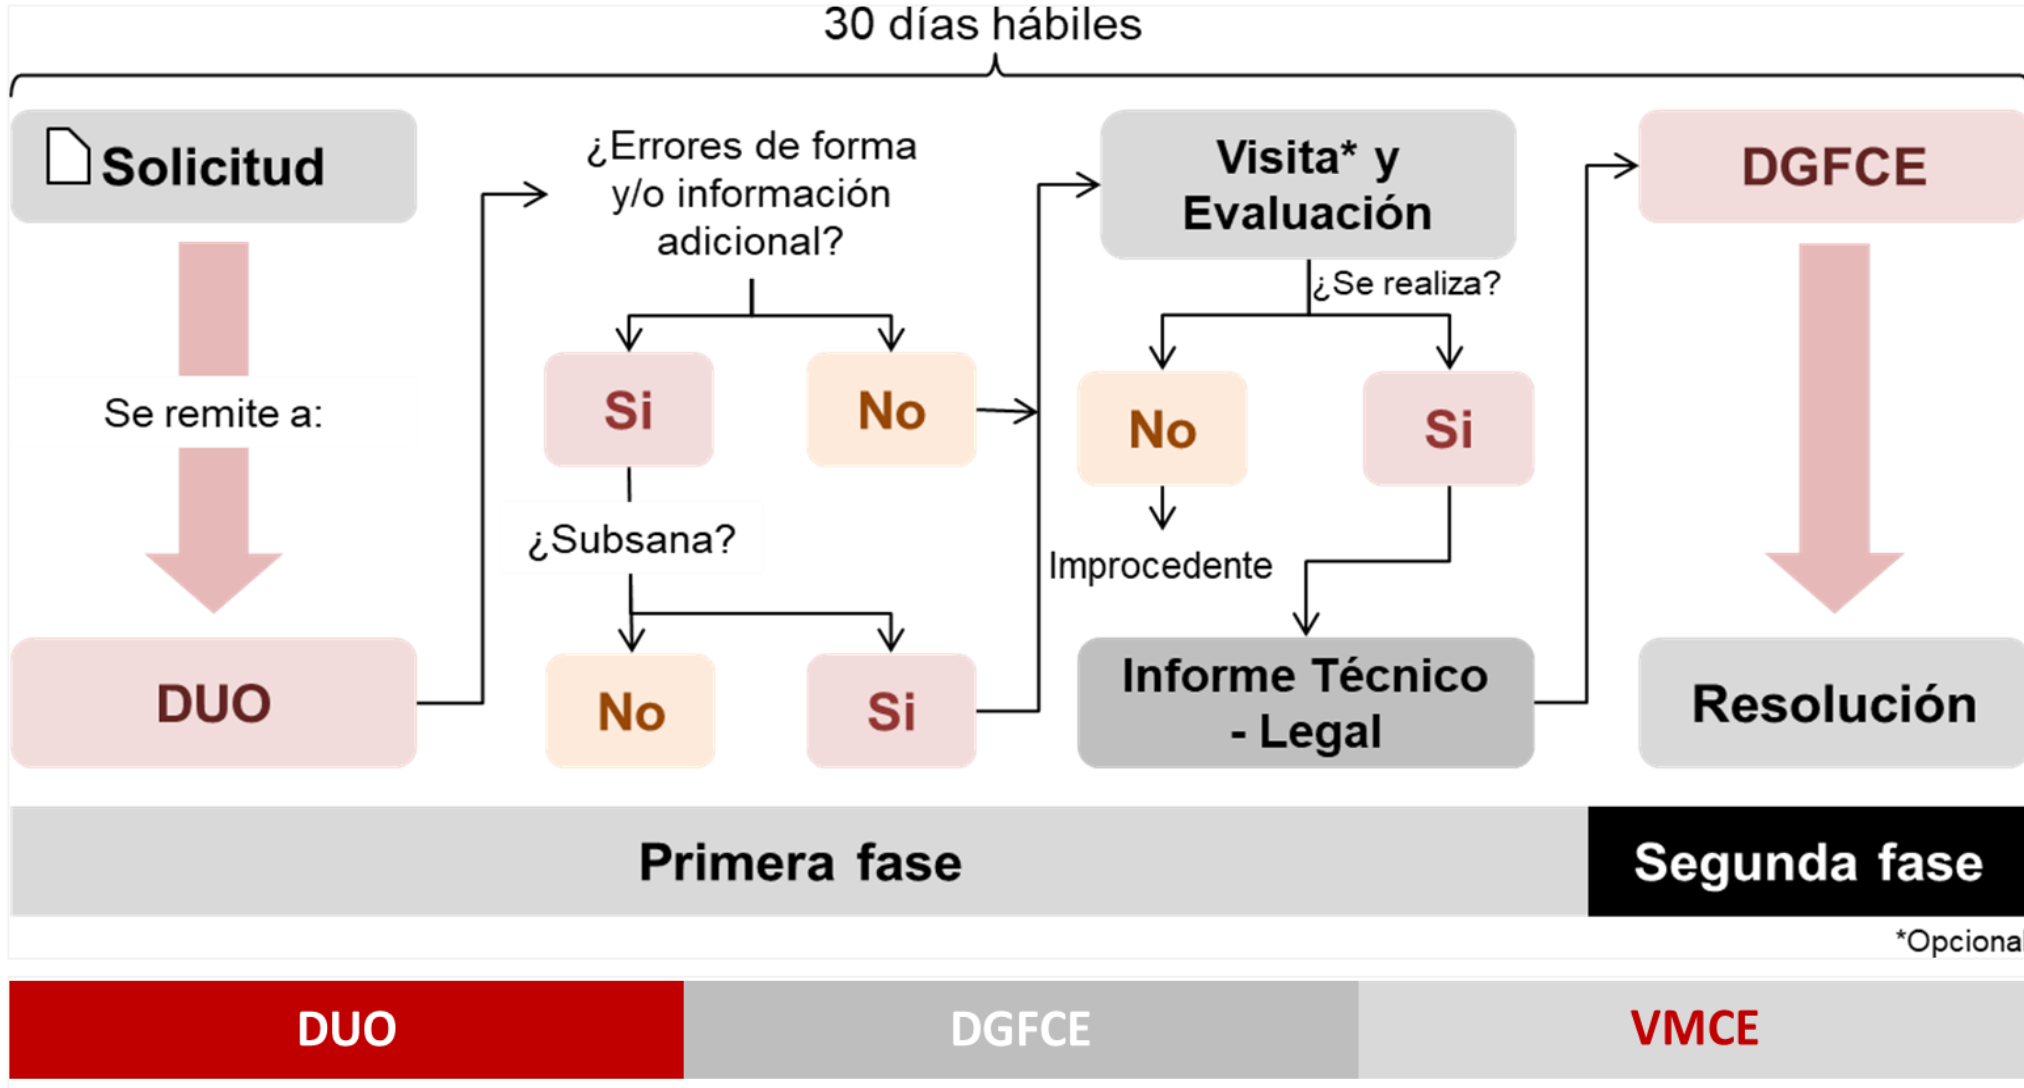 30 días hábiles
Solicitud
Se remite a:
DUO
¿Errores de forma
y/o información
adicional?
Si
No
¿Subsana?
No
Si
Visita* y
Evaluación
¿Se realiza?
No
Si
Improcedente
Informe Técnico
- Legal
DGFCE
Resolución
Primera fase
Segunda fase
*Opcional
DUO
DGFCE
VMCE